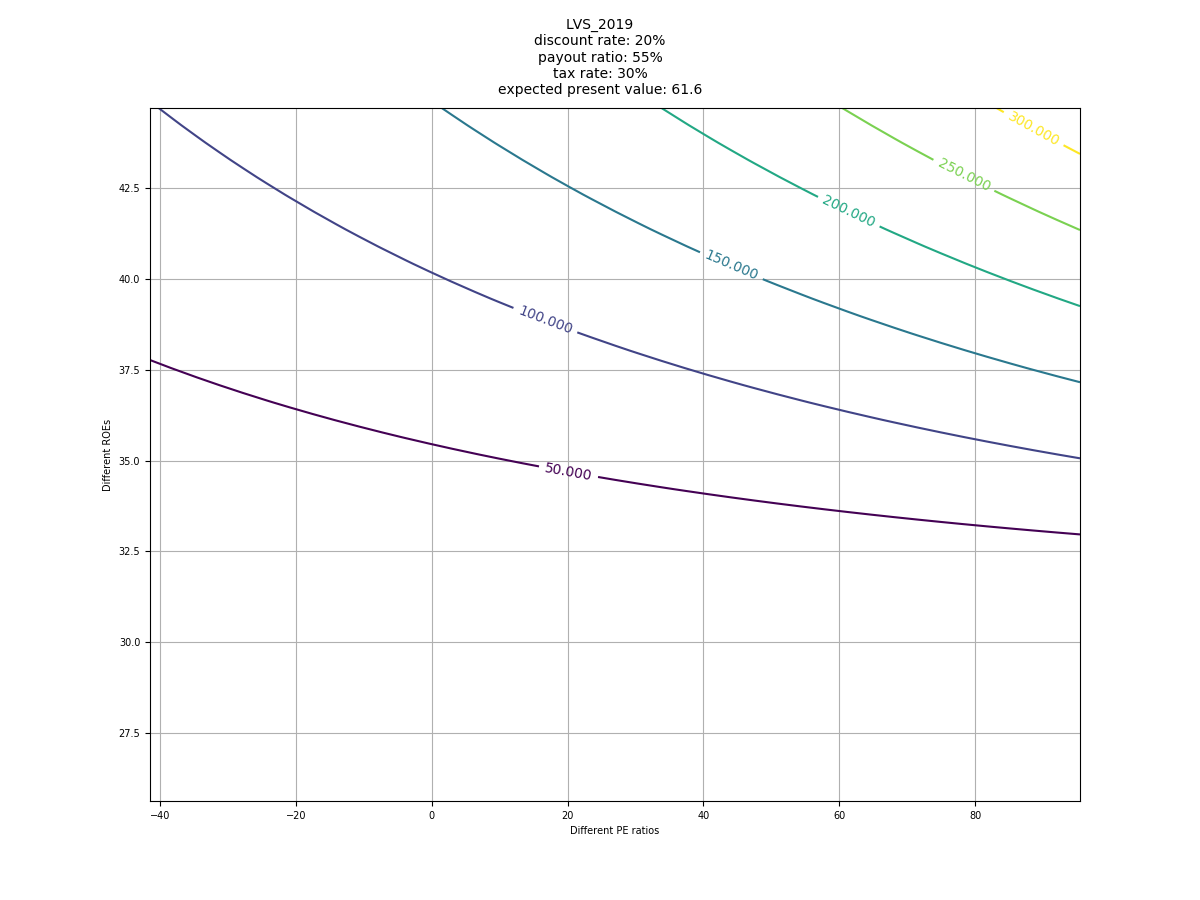 LVS_2019
discount rate: 20%
payout ratio: 55%
tax rate: 30%
expected present value: 61.6
300.000
250.000
200.000
150.000
100.000
50.000
42.5
40.0
37.5
35.0
32.5
30.0
27.5
Different ROEs
−40
−20
0
20
40
60
80
Different PE ratios